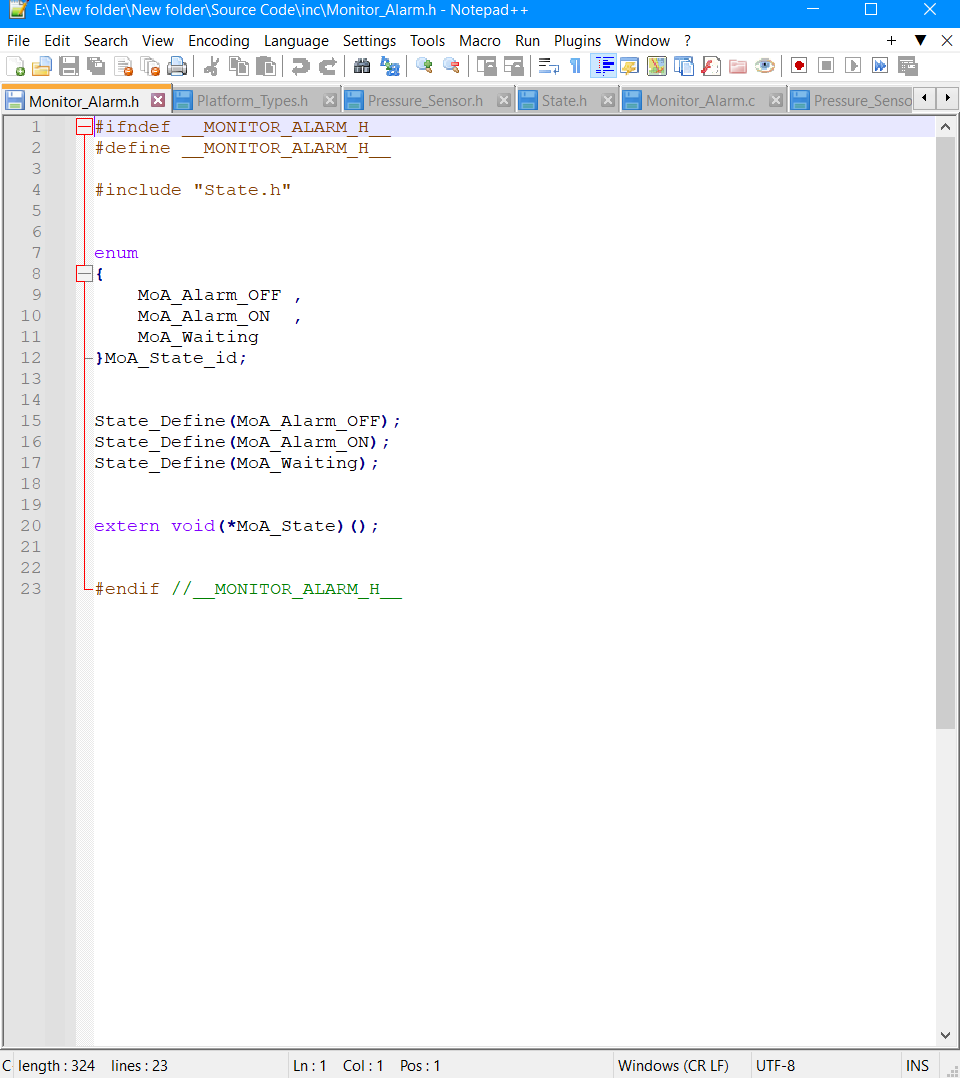 E:\New folder\New folder\Source Code\inc\Monitor_Alarm.h - Notepad++
File Edit Search View Encoding Language Settings Tools Macro Run Plugins Window ? + ▼ X
Monitor_Alarm.h Platform_Types.h Pressure_Sensor.h State.h Monitor_Alarm.c Pressure_Senso
1 #ifndef __MONITOR_ALARM_H__
2 #define __MONITOR_ALARM_H__
3
4 #include "State.h"
5
6
7 enum
8 {
9 MoA_Alarm_OFF ,
10 MoA_Alarm_ON ,
11 MoA_Waiting
12 }MoA_State_id;
13
14
15 State_Define(MoA_Alarm_OFF);
16 State_Define(MoA_Alarm_ON);
17 State_Define(MoA_Waiting);
18
19
20 extern void(*MoA_State)();
21
22
23 #endif //__MONITOR_ALARM_H__
C length : 324 lines : 23 Ln : 1 Col : 1 Pos : 1 Windows (CR LF) UTF-8 INS